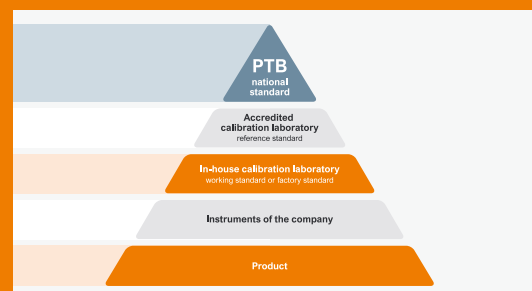 PTB
national
standard
Accredited
calibration laboratory
reference standard
In-house calibration laboratory
working standard or factory standard
Instruments of the company
Product